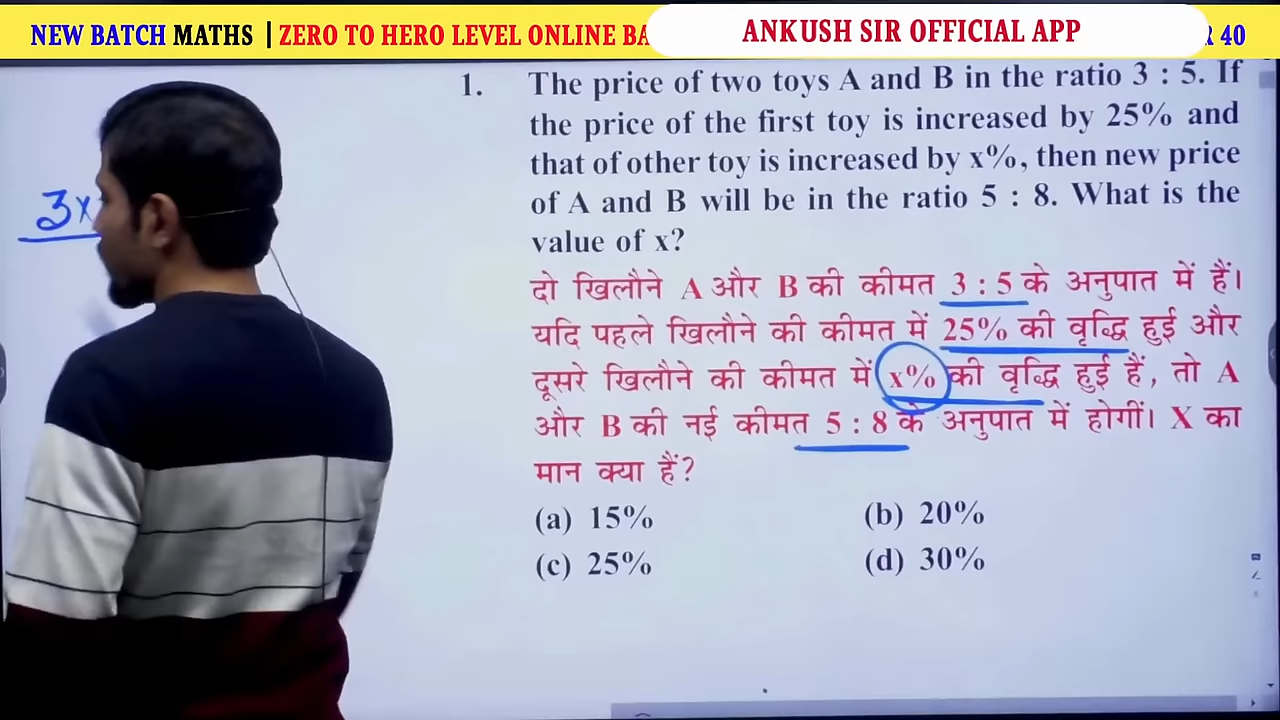 NEW BATCH MATHS | ZERO TO HERO LEVEL ONLINE BA
ANKUSH SIR OFFICIAL APP
R 40
1. The price of two toys A and B in the ratio 3 : 5. If
the price of the first toy is increased by 25% and
that of other toy is increased by x%, then new price
of A and B will be in the ratio 5 : 8. What is the
value of x?
दो खिलौने A और B की कीमत 3 : 5 के अनुपात में हैं।
यदि पहले खिलौने की कीमत में 25% की वृद्धि हुई और
दूसरे खिलौने की कीमत में x% की वृद्धि हुई हैं, तो A
और B की नई कीमत 5 : 8 के अनुपात में होगीं। X का
मान क्या हैं?
(a) 15% (b) 20%
(c) 25% (d) 30%
3x